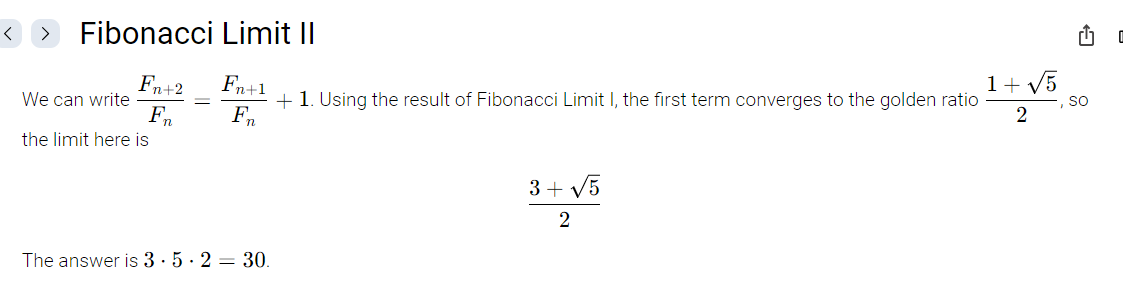 Fibonacci Limit II
We can write \frac{F_{n+2}}{F_n} = \frac{F_{n+1}}{F_n} + 1. Using the result of Fibonacci Limit I, the first term converges to the golden ratio \frac{1+\sqrt{5}}{2}, so
the limit here is
\frac{3+\sqrt{5}}{2}
The answer is 3 · 5 · 2 = 30.